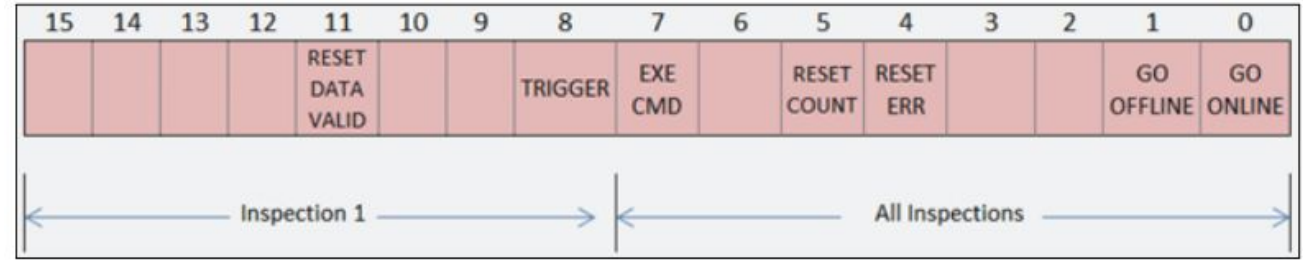 15 14 13 12 11 10 9 8 7 6 5 4 3 2 1 0
RESET
DATA
VALID
TRIGGER
EXE
CMD
RESET
COUNT
RESET
ERR
GO
OFFLINE
GO
ONLINE
Inspection 1
All Inspections